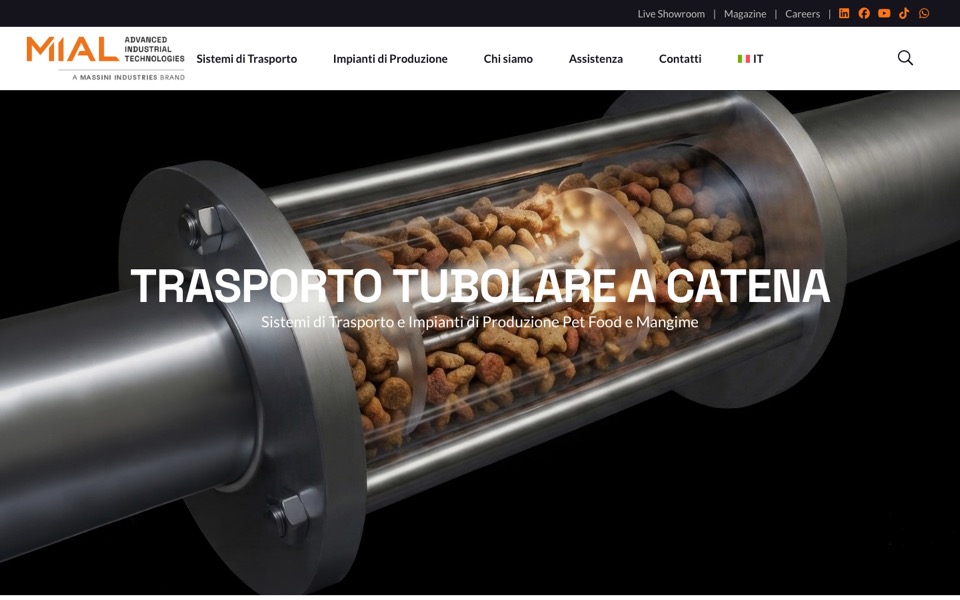 Live Showroom | Magazine | Careers |
MIAL ADVANCED INDUSTRIAL TECHNOLOGIES
A MASSINI INDUSTRIES BRAND
Sistemi di Trasporto Impianti di Produzione Chi siamo Assistenza Contatti IT
TRASPORTO TUBOLARE A CATENA
Sistemi di Trasporto e Impianti di Produzione Pet Food e Mangime